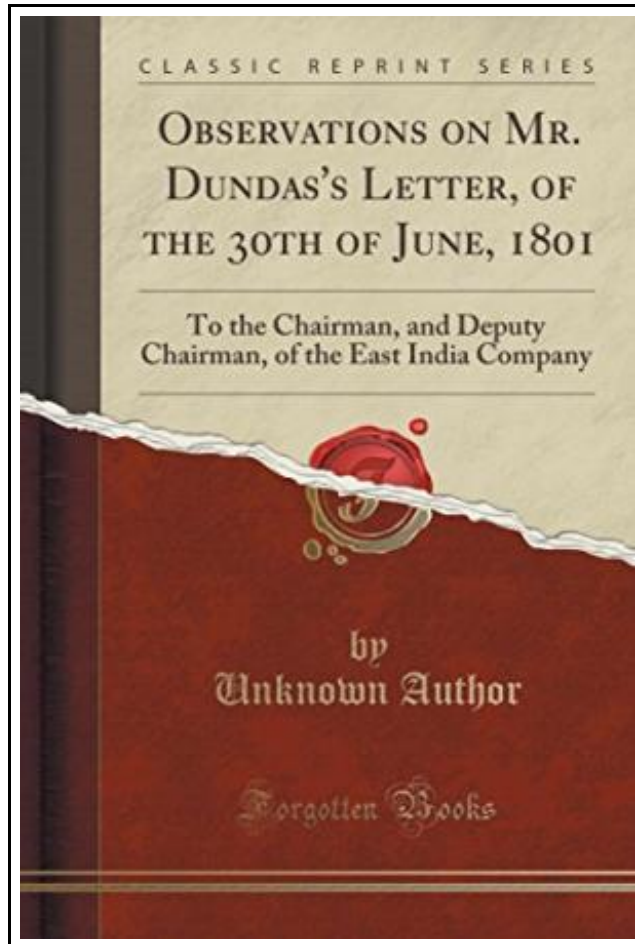 CLASSIC REPRINT SERIES
OBSERVATIONS ON MR.
DUNDAS'S LETTER, OF
THE 30TH OF JUNE, 1801
To the Chairman, and Deputy
Chairman, of the East India Company
by
Unknown Author
Forgotten Books